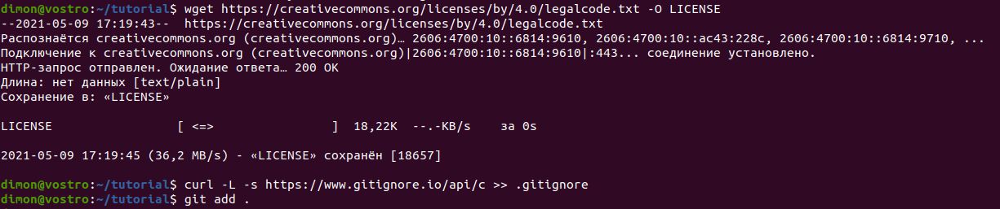 dimon@vostro:~/tutorial$ wget https://creativecommons.org/licenses/by/4.0/legalcode.txt -O LICENSE
--2021-05-09 17:19:43--  https://creativecommons.org/licenses/by/4.0/legalcode.txt
Распознаётся creativecommons.org (creativecommons.org)… 2606:4700:10::6814:9610, 2606:4700:10::ac43:228c, 2606:4700:10::6814:9710, ...
Подключение к creativecommons.org (creativecommons.org)|2606:4700:10::6814:9610|:443... соединение установлено.
HTTP-запрос отправлен. Ожидание ответа… 200 OK
Длина: нет данных [text/plain]
Сохранение в: «LICENSE»
LICENSE                 [ <=>                ]  18,22K  --.-KB/s    за 0s
2021-05-09 17:19:45 (36,2 MB/s) - «LICENSE» сохранён [18657]
dimon@vostro:~/tutorial$ curl -L -s https://www.gitignore.io/api/c >> .gitignore
dimon@vostro:~/tutorial$ git add .